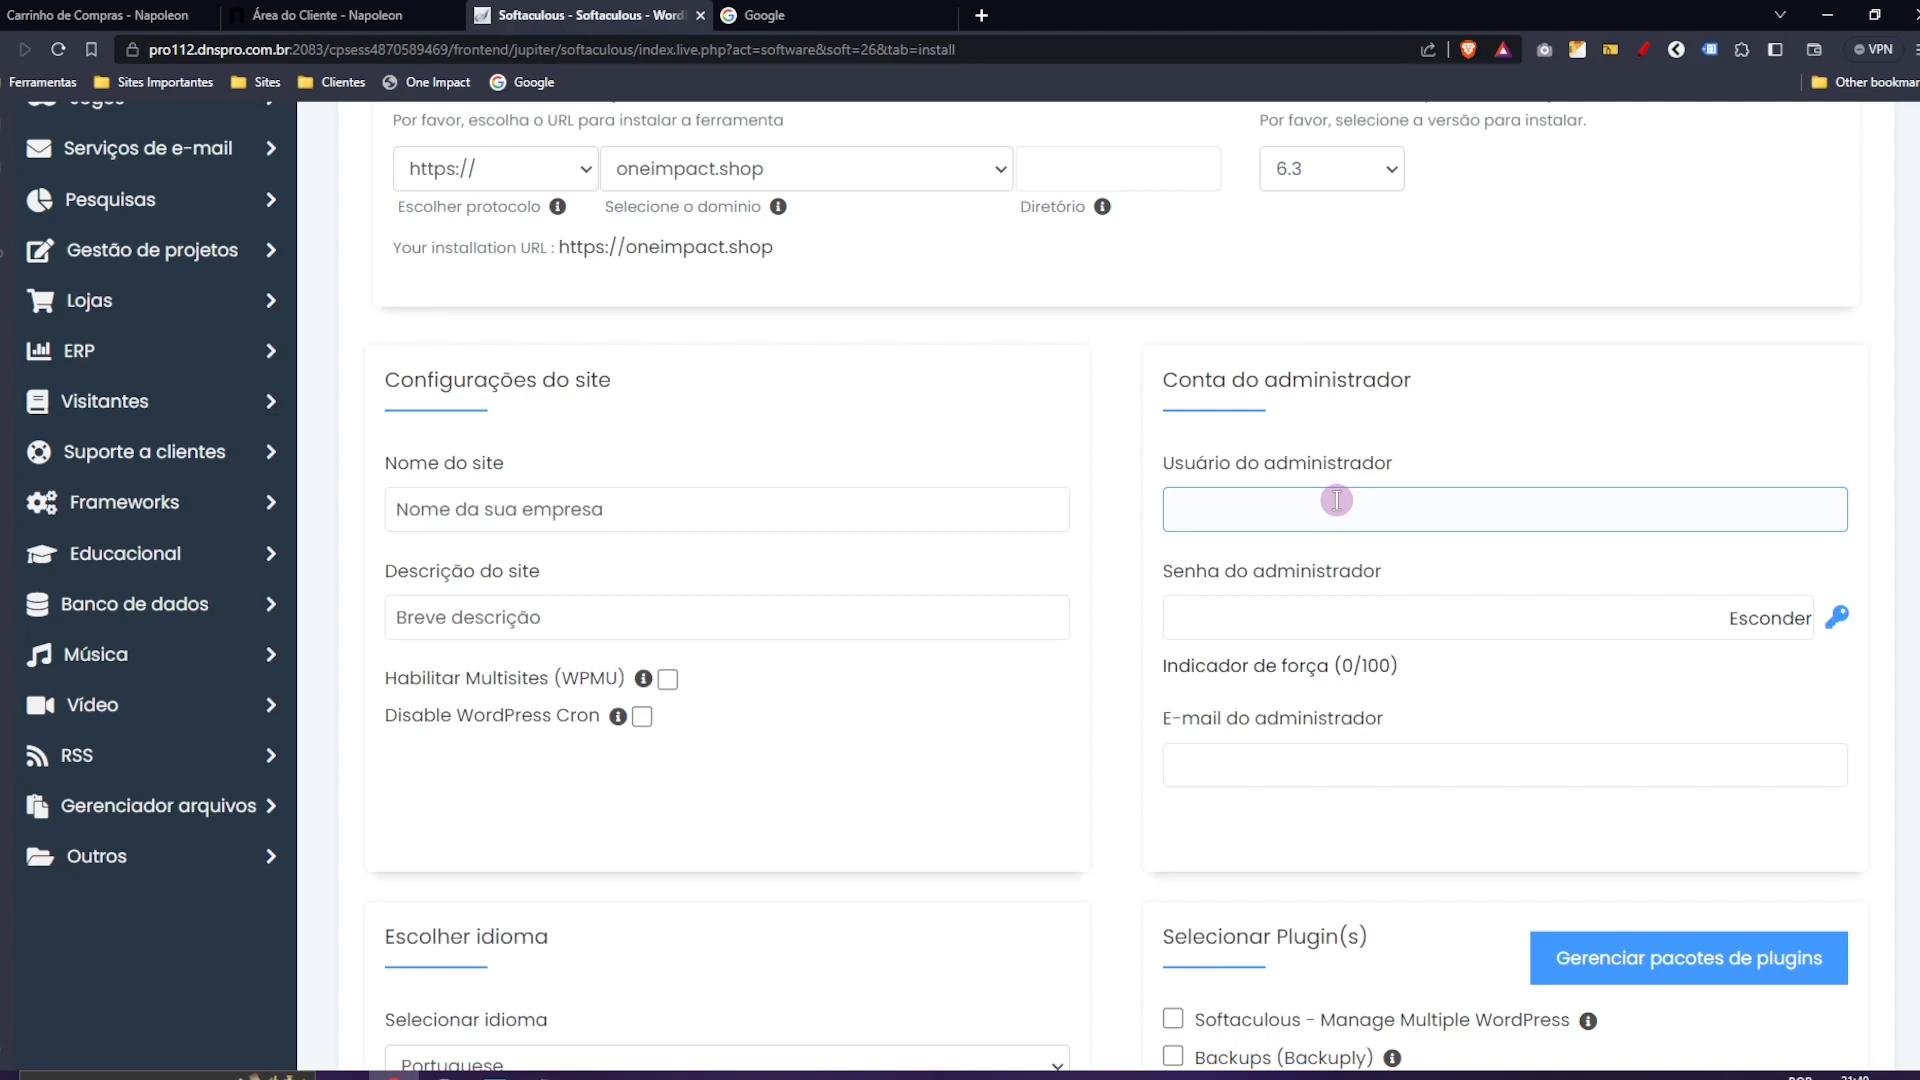 Carrinho de Compras - Napoleon
Área do Cliente - Napoleon
Softaculous - Softaculous - Word
Google
pro112.dnspro.com.br:2083/cpsess4870589469/frontend/jupiter/softaculous/index.live.php?act=software&soft=26&tab=install
VPN
Ferramentas
Sites Importantes
Sites
Clientes
One Impact
Google
Other bookmar
Jogos
Serviços de e-mail
Pesquisas
Gestão de projetos
Lojas
ERP
Visitantes
Suporte a clientes
Frameworks
Educacional
Banco de dados
Música
Vídeo
RSS
Gerenciador arquivos
Outros
Por favor, escolha o URL para instalar a ferramenta
https://
oneimpact.shop
Escolher protocolo
Selecione o dominio
Diretório
Your installation URL : https://oneimpact.shop
Por favor, selecione a versão para instalar.
6.3
Configurações do site
Nome do site
Nome da sua empresa
Descrição do site
Breve descrição
Habilitar Multisites (WPMU)
Disable WordPress Cron
Conta do administrador
Usuário do administrador
Senha do administrador
Esconder
Indicador de força (0/100)
E-mail do administrador
Escolher idioma
Selecionar idioma
Portuguese
Selecionar Plugin(s)
Gerenciar pacotes de plugins
Softaculous - Manage Multiple WordPress
Backups (Backuply)